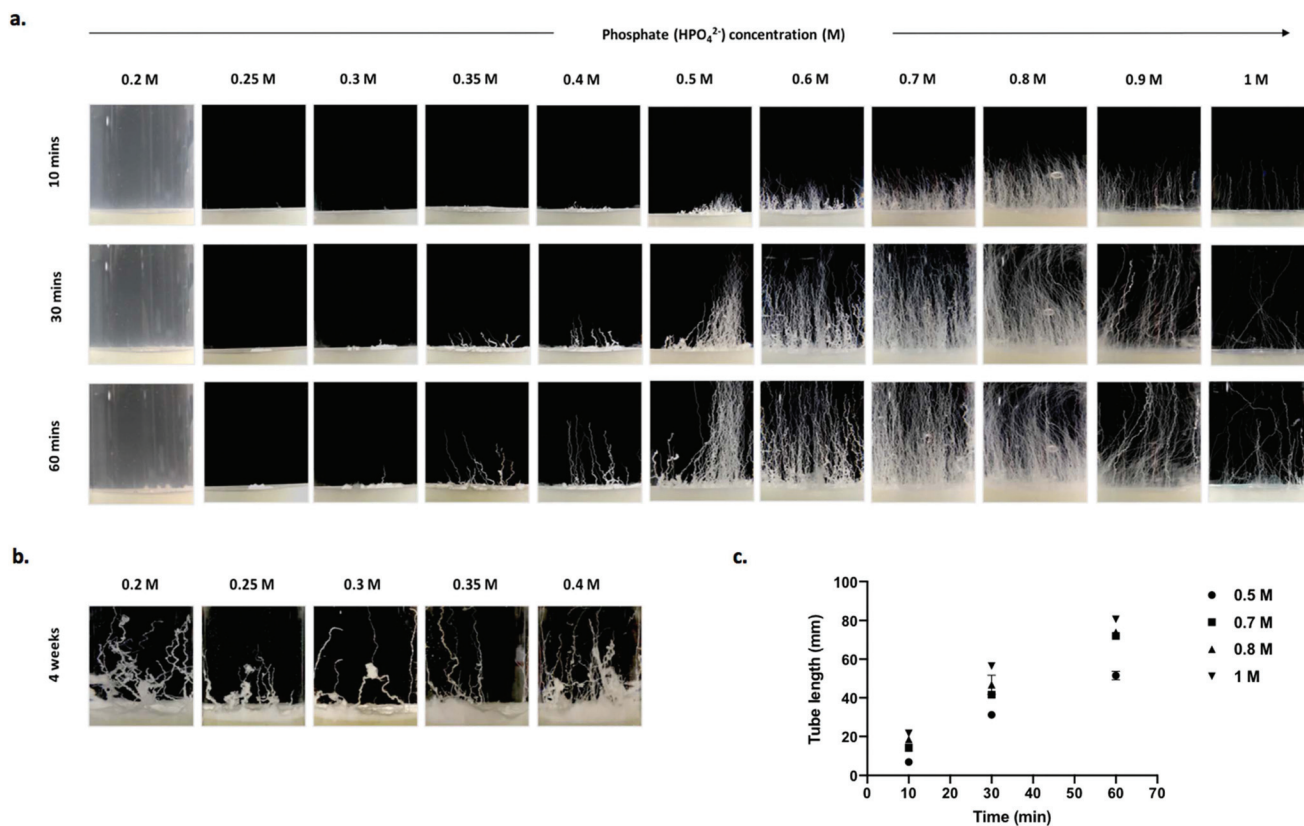 a.
Phosphate (HPO₄²⁻) concentration (M)
0.2 M 0.25 M 0.3 M 0.35 M 0.4 M 0.5 M 0.6 M 0.7 M 0.8 M 0.9 M 1 M
10 mins
30 mins
60 mins
b.
0.2 M 0.25 M 0.3 M 0.35 M 0.4 M
4 weeks
c.
100
80
60
40
20
0
Tube length (mm)
0 10 20 30 40 50 60 70
Time (min)
0.5 M
0.7 M
0.8 M
1 M